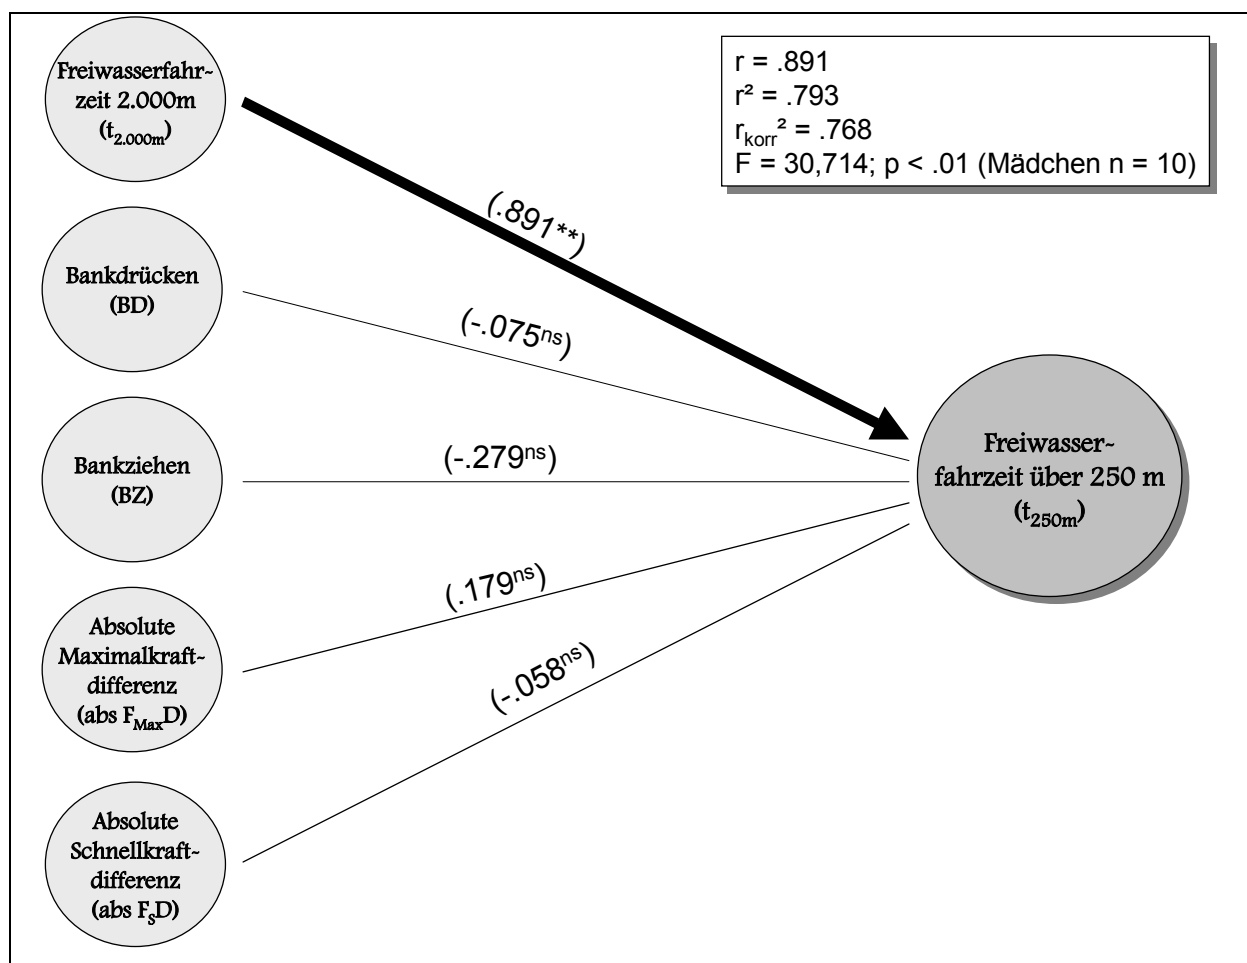 Freiwasserfahr-
zeit 2.000m
(t2.000m)
r = .891
r² = .793
rkorr² = .768
F = 30,714; p < .01 (Mädchen n = 10)
(.891**)
Bankdrücken
(BD)
(-.075ns)
Bankziehen
(BZ)
(-.279ns)
Freiwasser-
fahrzeit über 250 m
(t250m)
Absolute
Maximalkraft-
differenz
(abs FMaxD)
(.179ns)
(-.058ns)
Absolute
Schnellkraft-
differenz
(abs FSD)